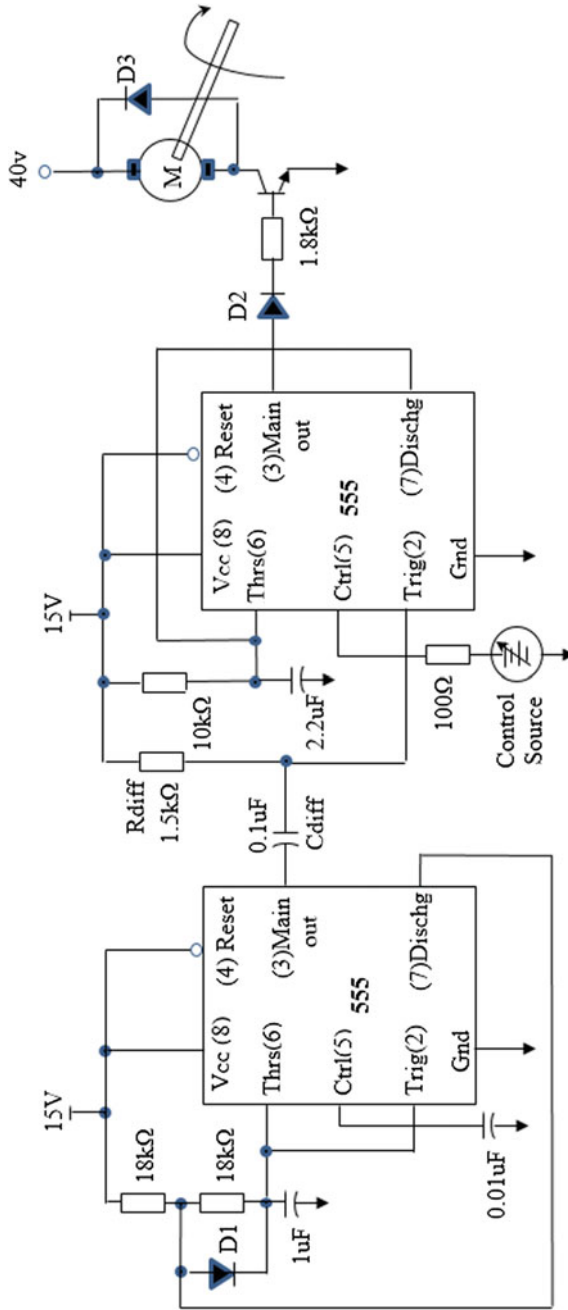 15V
18kΩ
18kΩ
D1
1uF
0.01uF
Vcc (8)
(4) Reset
Thrs(6)
(3)Main
out
555
Ctrl(5)
Trig(2)
(7)Dischg
Gnd
0.1uF
Cdiff
Rdiff
1.5kΩ
15V
10kΩ
2.2uF
100Ω
Control
Source
Vcc (8)
(4) Reset
Thrs(6)
(3)Main
out
555
Ctrl(5)
Trig(2)
(7)Dischg
Gnd
D2
1.8kΩ
40v
M
D3